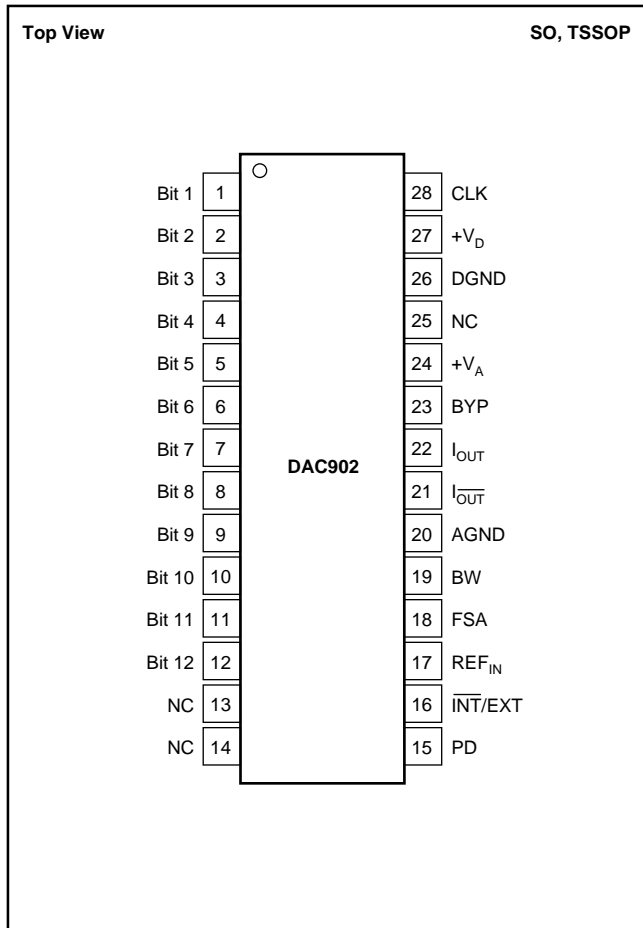 Top View SO, TSSOP
Bit 1 1 28 CLK
Bit 2 2 27 +V_D
Bit 3 3 26 DGND
Bit 4 4 25 NC
Bit 5 5 24 +V_A
Bit 6 6 23 BYP
Bit 7 7 22 I_OUT
DAC902
Bit 8 8 21 I_O̅U̅T̅
Bit 9 9 20 AGND
Bit 10 10 19 BW
Bit 11 11 18 FSA
Bit 12 12 17 REF_IN
NC 13 16 I̅N̅T̅/EXT
NC 14 15 PD